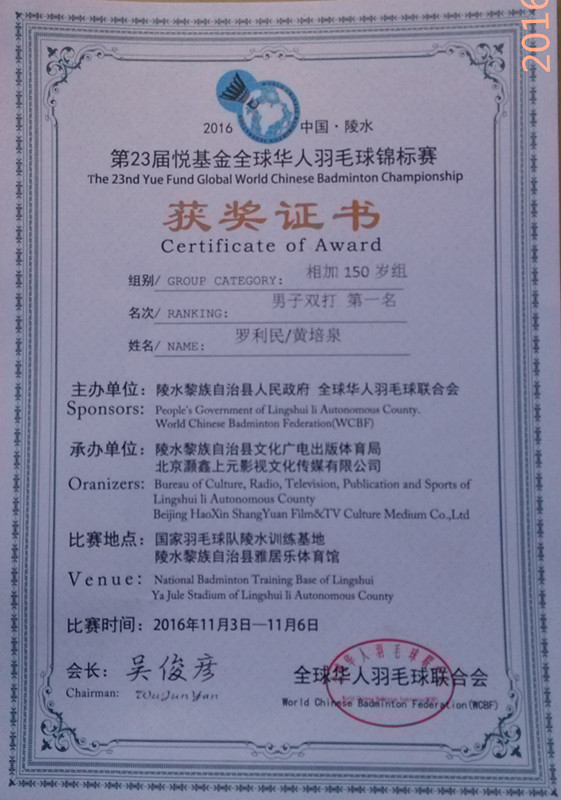 2016
2016 中国·陵水
第23届悦基金全球华人羽毛球锦标赛
The 23nd Yue Fund Global World Chinese Badminton Championship
获奖证书
Certificate of Award
组别/ GROUP CATEGORY: 相加 150 岁组
名次/ RANKING: 男子双打 第一名
姓名/ NAME: 罗利民/黄培泉
主办单位: 陵水黎族自治县人民政府 全球华人羽毛球联合会
Sponsors: People's Government of Lingshui li Autonomous County.
World Chinese Badminton Federation(WCBF)
承办单位: 陵水黎族自治县文化广电出版体育局
北京灏鑫上元影视文化传媒有限公司
Oranizers: Bureau of Culture, Radio, Television, Publication and Sports of
Lingshui li Autonomous County
Beijing HaoXin ShangYuan Film&TV Culture Medium Co.,Ltd
比赛地点: 国家羽毛球队陵水训练基地
陵水黎族自治县雅居乐体育馆
Venue: National Badminton Training Base of Lingshui
Ya Jule Stadium of Lingshui li Autonomous County
比赛时间: 2016年11月3日—11月6日
会长: 吴俊彦
Chairman: Wu Jun Yan
全球华人羽毛球联合会
World Chinese Badminton Federation(WCBF)